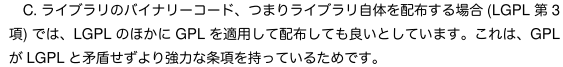 C. ライブラリのバイナリーコード、つまりライブラリ自体を配布する場合 (LGPL 第 3
項) では、LGPL のほかに GPL を適用して配布しても良いとしています。これは、GPL
が LGPL と矛盾せずより強力な条項を持っているためです。